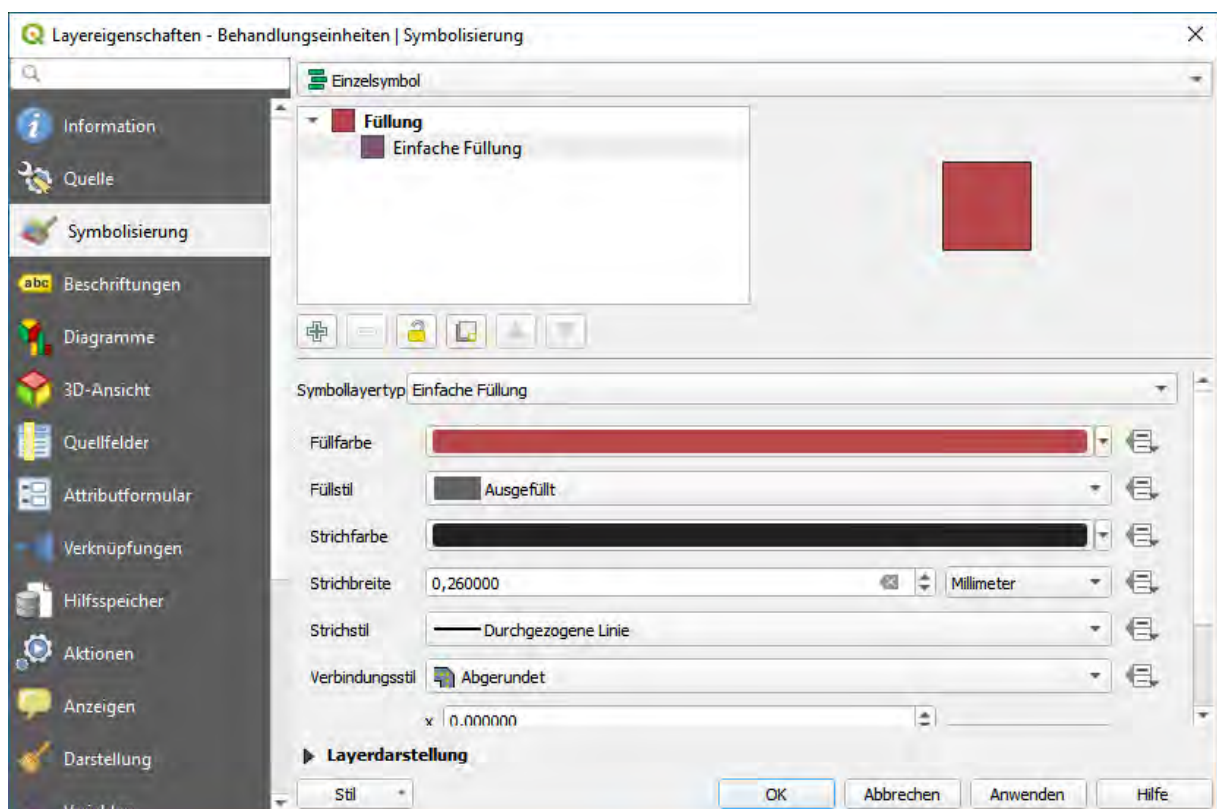 Layereigenschaften - Behandlungseinheiten | Symbolisierung
Einzelsymbol
Information
Quelle
Symbolisierung
abc Beschriftungen
Diagramme
3D-Ansicht
Quellfelder
Attributformular
Verknüpfungen
Hilfsspeicher
Aktionen
Anzeigen
Darstellung
Füllung
Einfache Füllung
Symbollayertyp Einfache Füllung
Füllfarbe
Füllstil Ausgefüllt
Strichfarbe
Strichbreite 0,260000 Millimeter
Strichstil Durchgezogene Linie
Verbindungsstil Abgerundet
x 0,000000
Layerdarstellung
Stil OK Abbrechen Anwenden Hilfe